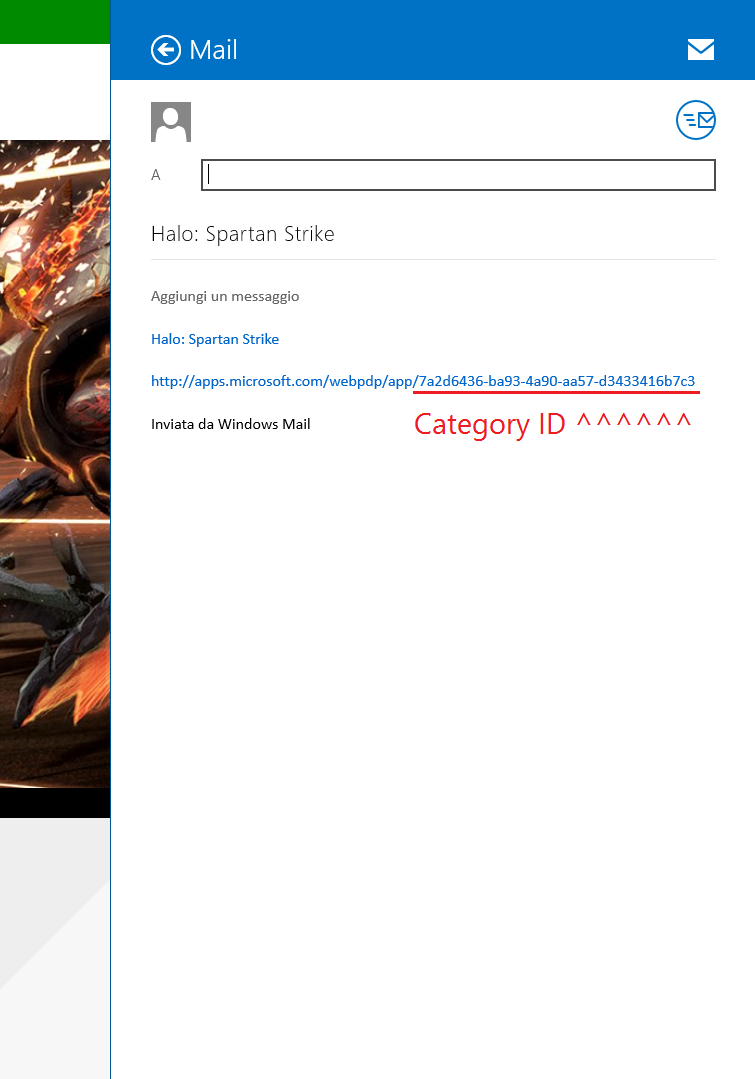 Mail
A
Halo: Spartan Strike
Aggiungi un messaggio
Halo: Spartan Strike
http://apps.microsoft.com/webpdp/app/7a2d6436-ba93-4a90-aa57-d3433416b7c3
Inviata da Windows Mail
Category ID ^^^^^^